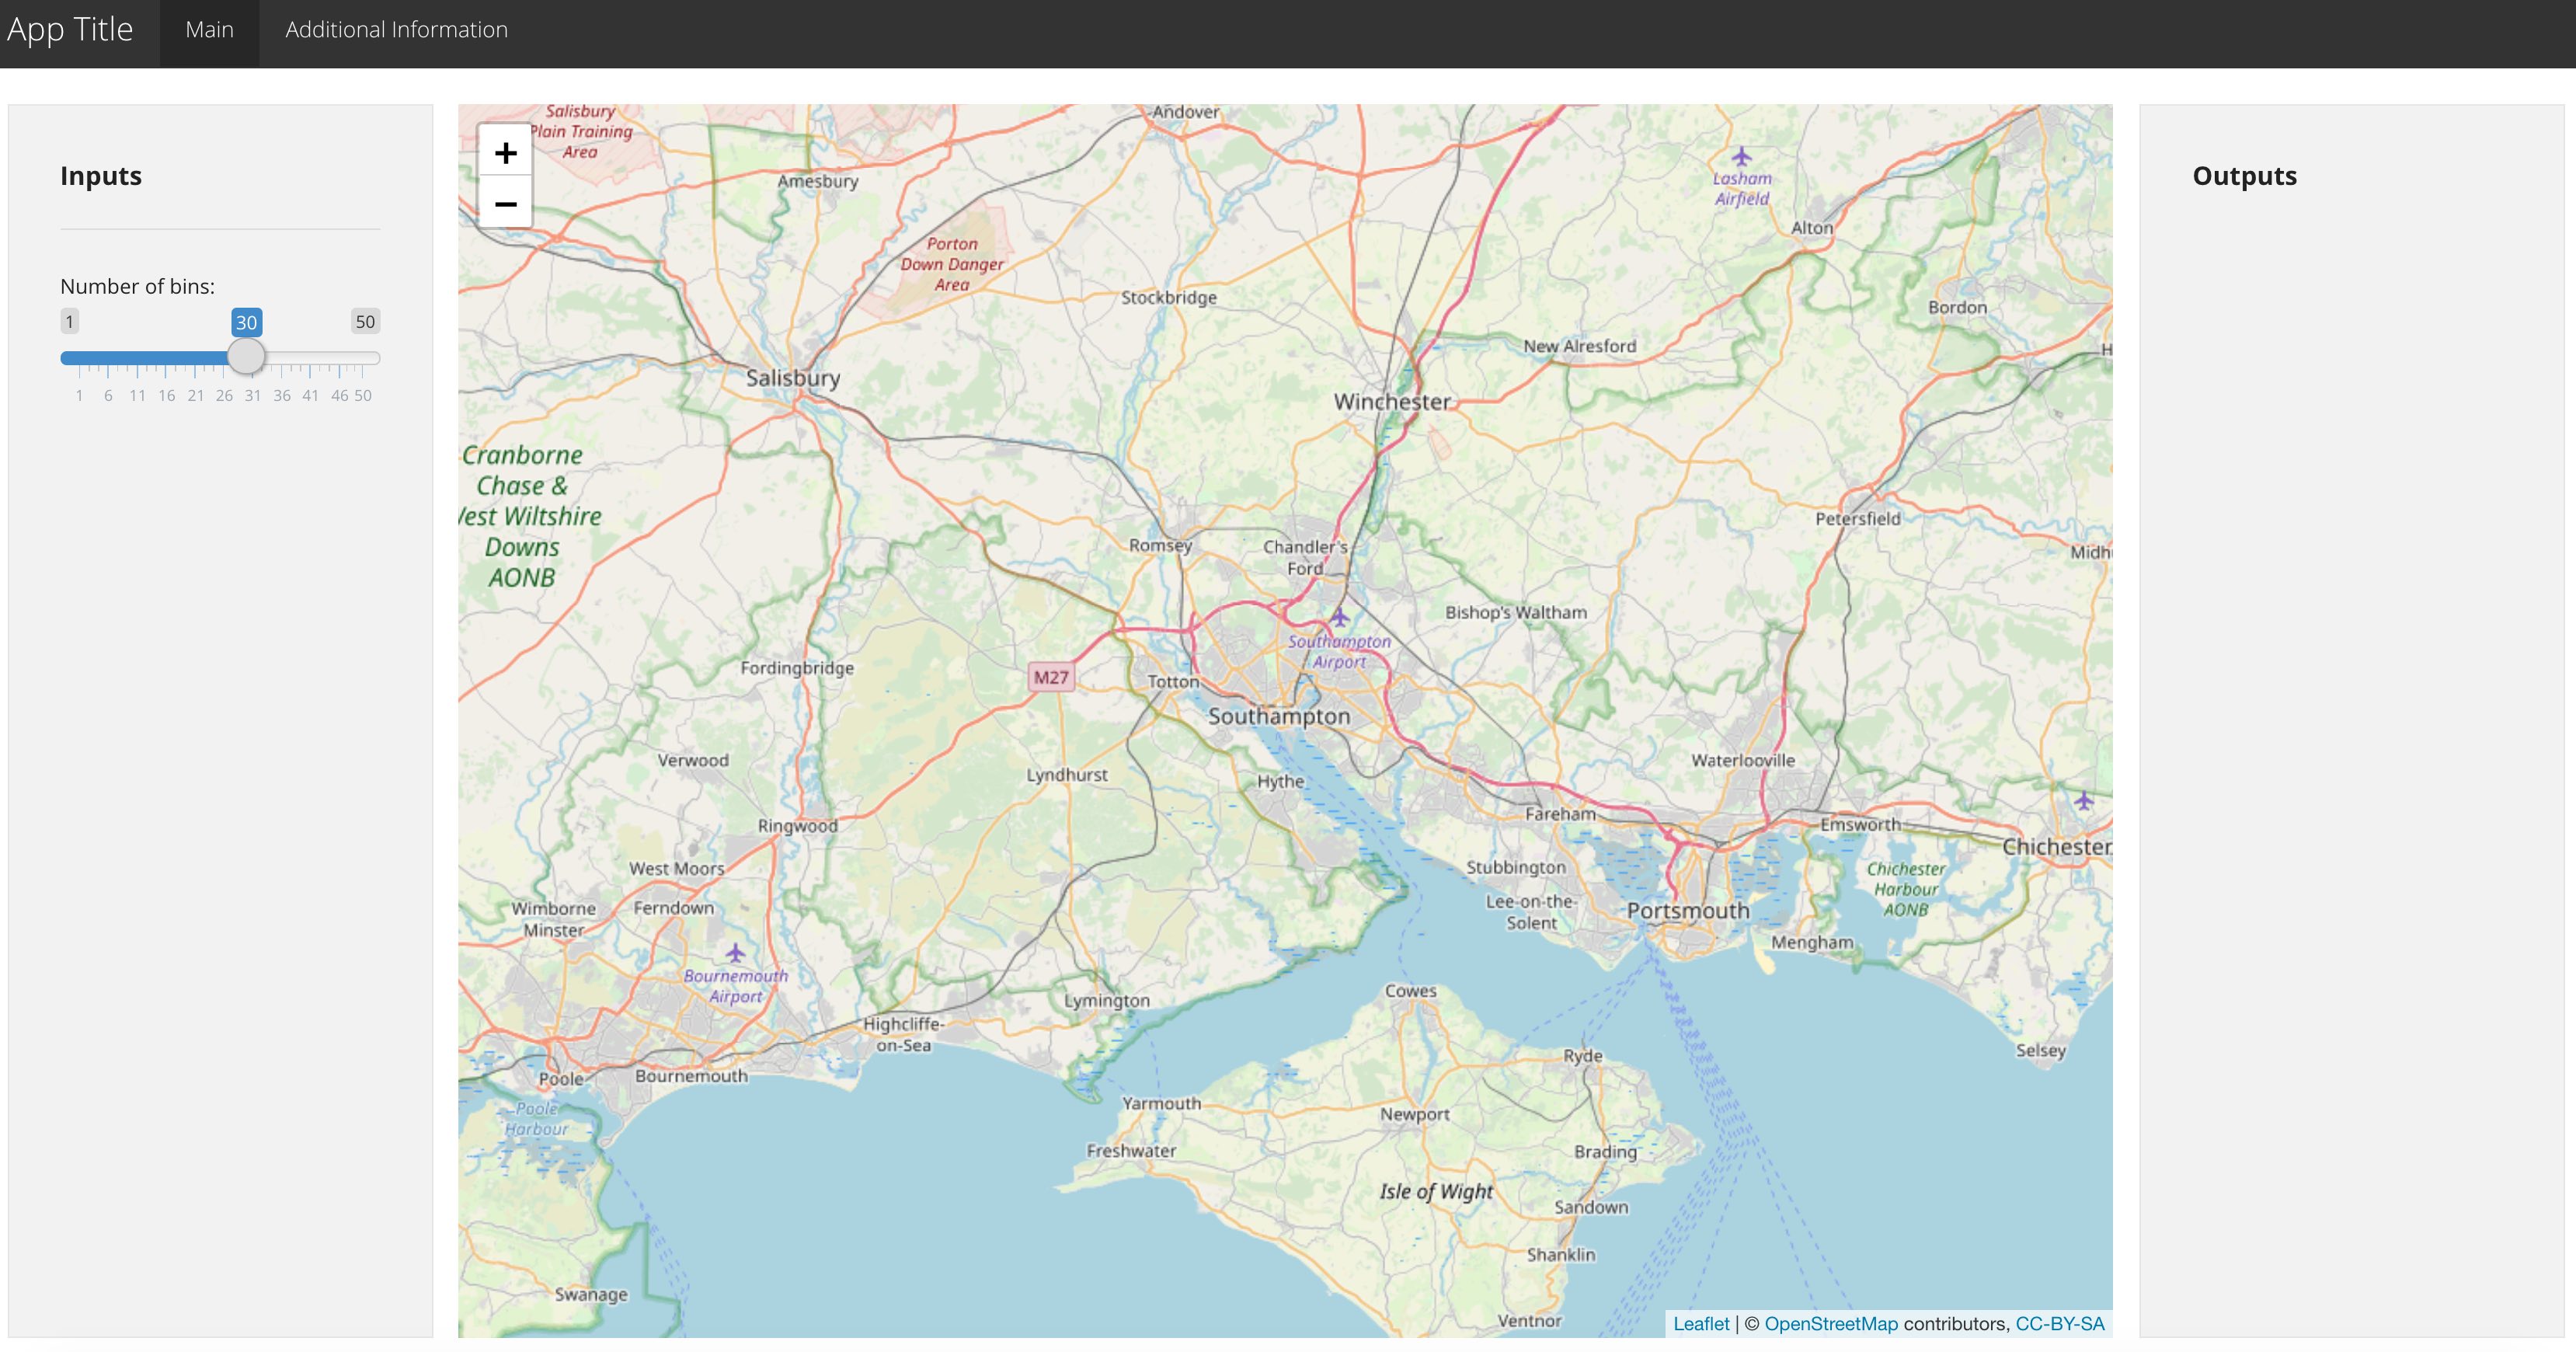 App Title Main Additional Information
Inputs
Number of bins:
1 30 50
1 6 11 16 21 26 31 36 41 46 50
+
−
Salisbury
Plain Training
Area
Andover
Amesbury
Lasham
Airfield
Alton
Porton
Down Danger
Area
Stockbridge
Bordon
New Alresford
Salisbury
Winchester
Cranborne
Chase &
Vest Wiltshire
Downs
AONB
Petersfield
Romsey
Chandler's
Ford
Midh
Bishop's Waltham
Southampton
Airport
Fordingbridge
M27
Totton
Southampton
Verwood
Lyndhurst
Hythe
Waterlooville
Ringwood
Fareham
Emsworth
Chichester
West Moors
Stubbington
Chichester
Harbour
AONB
Wimborne
Minster
Ferndown
Lee-on-the-
Solent
Portsmouth
Mengham
Bournemouth
Airport
Lymington
Cowes
Highcliffe-
on-Sea
Ryde
Selsey
Poole
Bournemouth
Poole
Harbour
Yarmouth
Newport
Freshwater
Brading
Isle of Wight
Sandown
Shanklin
Swanage
Ventnor
Leaflet | © OpenStreetMap contributors, CC-BY-SA
Outputs